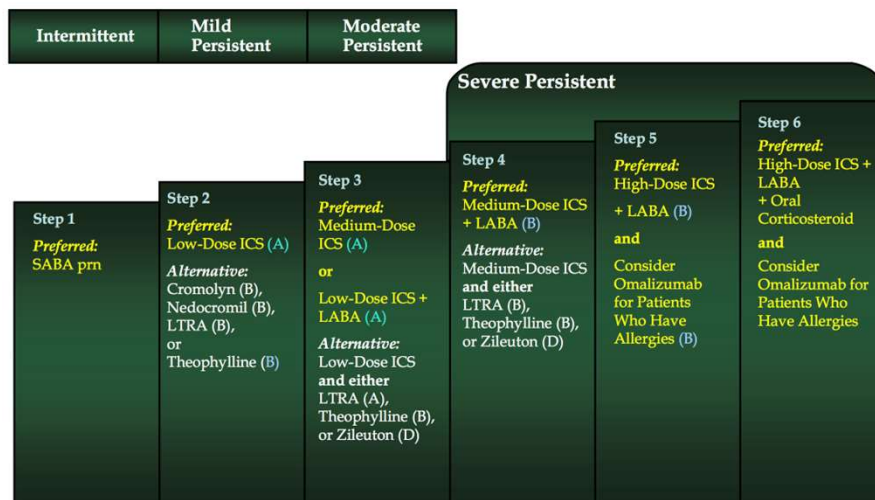 Intermittent
Mild
Persistent
Moderate
Persistent
Severe Persistent
Step 1
Preferred:
SABA prn
Step 2
Preferred:
Low-Dose ICS (A)
Alternative:
Cromolyn (B),
Nedocromil (B),
LTRA (B),
or
Theophylline (B)
Step 3
Preferred:
Medium-Dose
ICS (A)
or
Low-Dose ICS +
LABA (A)
Alternative:
Low-Dose ICS
and either
LTRA (A),
Theophylline (B),
or Zileuton (D)
Step 4
Preferred:
Medium-Dose ICS
+ LABA (B)
Alternative:
Medium-Dose ICS
and either
LTRA (B),
Theophylline (B),
or Zileuton (D)
Step 5
Preferred:
High-Dose ICS
+ LABA (B)
and
Consider
Omalizumab
for Patients
Who Have
Allergies (B)
Step 6
Preferred:
High-Dose ICS +
LABA
+ Oral
Corticosteroid
and
Consider
Omalizumab for
Patients Who
Have Allergies